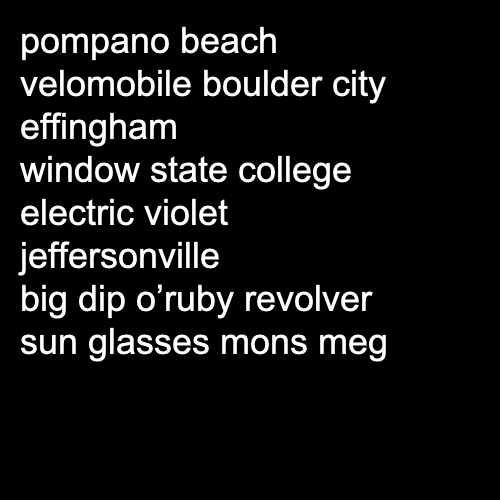 pompano beach
velomobile boulder city
effingham
window state college
electric violet
jeffersonville
big dip o’ruby revolver
sun glasses mons meg